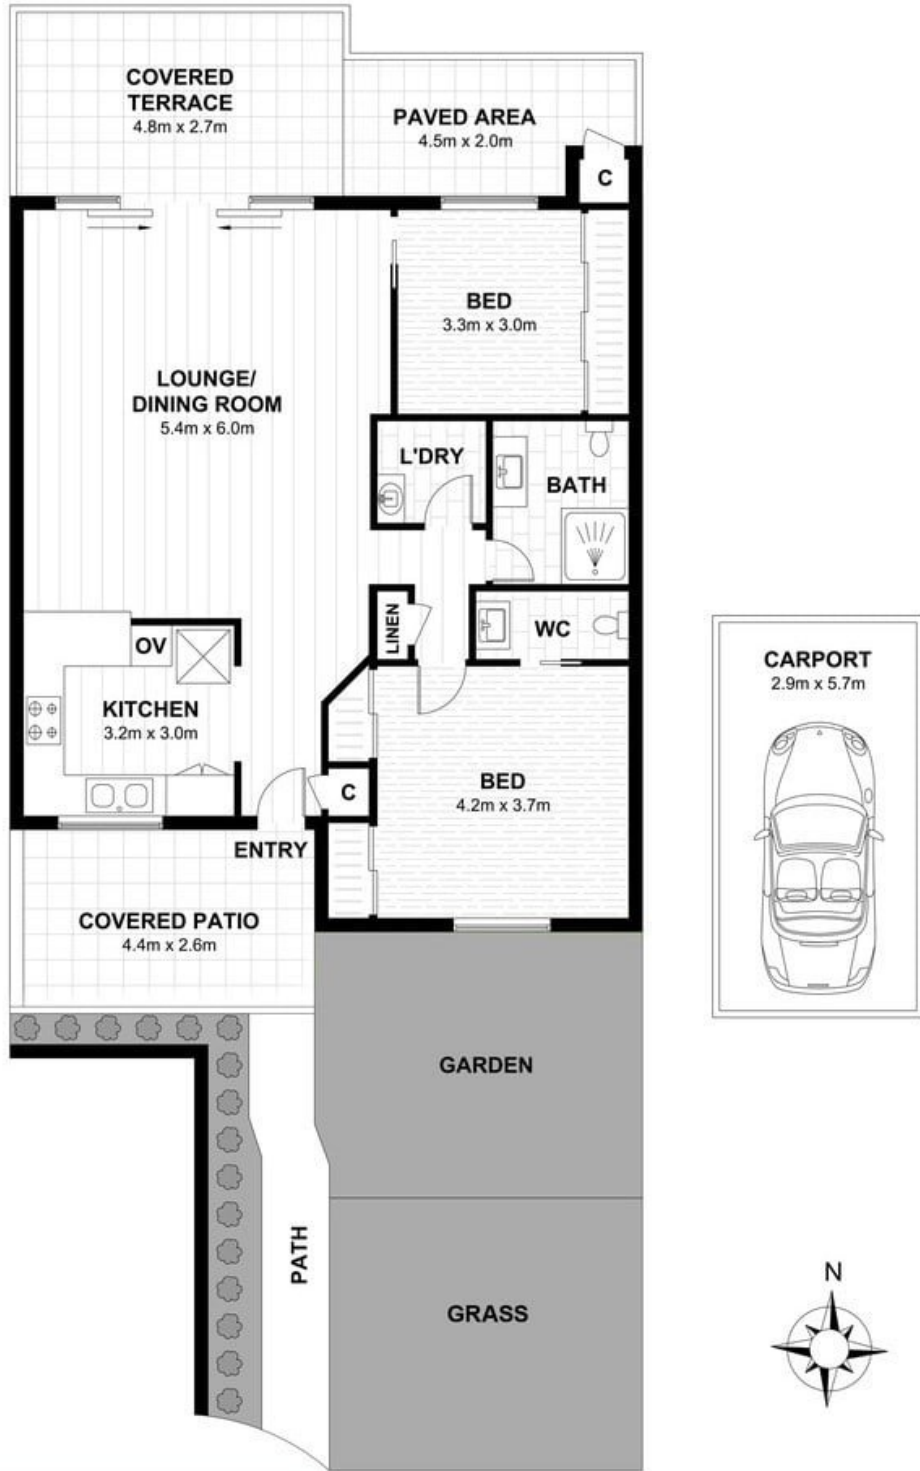 COVERED
TERRACE
4.8m x 2.7m
PAVED AREA
4.5m x 2.0m
C
BED
3.3m x 3.0m
LOUNGE/
DINING ROOM
5.4m x 6.0m
L'DRY
BATH
LINEN
WC
OV
KITCHEN
3.2m x 3.0m
C
BED
4.2m x 3.7m
ENTRY
COVERED PATIO
4.4m x 2.6m
CARPORT
2.9m x 5.7m
GARDEN
PATH
GRASS
N